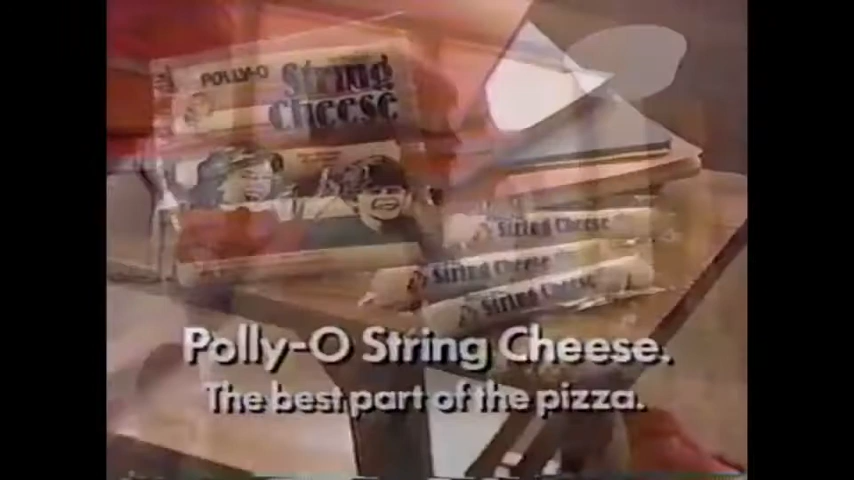 POLLY-O
String
cheese
String Cheese
String Cheese
String Cheese
Polly-O String Cheese.
The best part of the pizza.